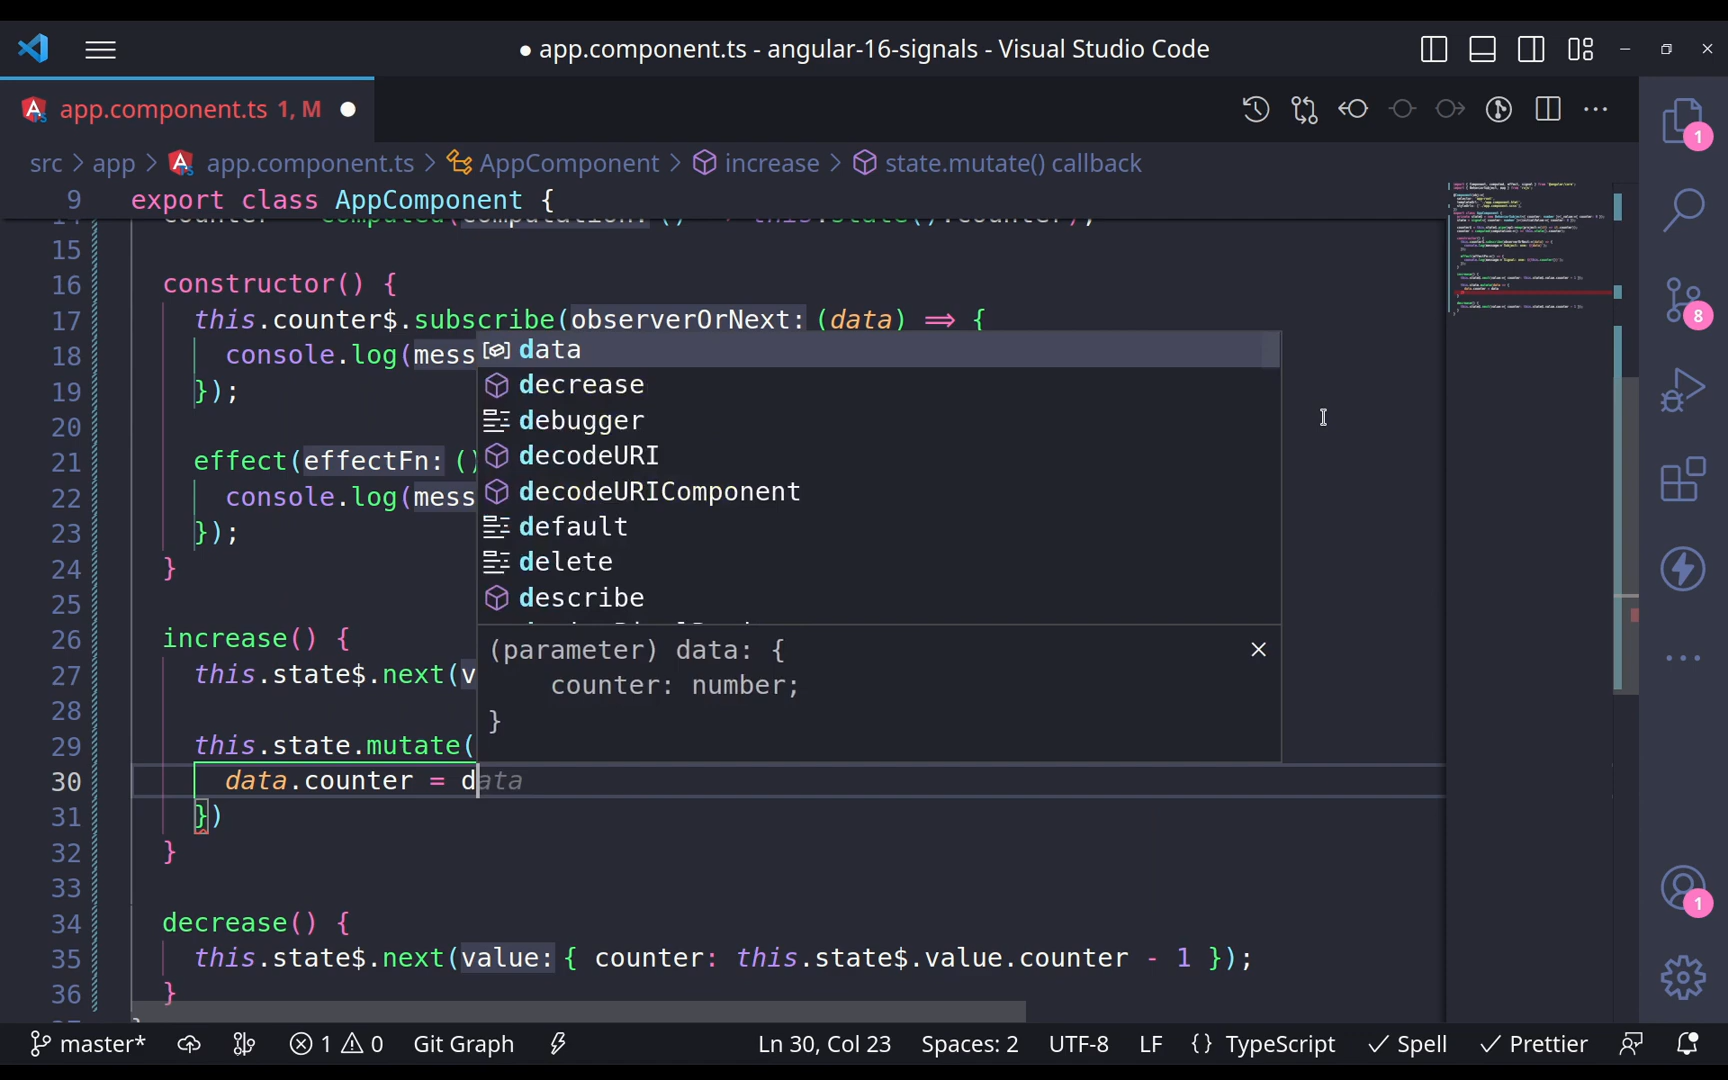 ● app.component.ts - angular-16-signals - Visual Studio Code
app.component.ts 1, M ●
src > app > app.component.ts > AppComponent > increase > state.mutate() callback
9 export class AppComponent {
15
16 constructor() {
17 this.counter$.subscribe(observerOrNext: (data) => {
18 console.log(mess
19 });
20
21 effect(effectFn: ()
22 console.log(mess
23 });
24 }
25
26 increase() {
27 this.state$.next(v
28
29 this.state.mutate(
30 data.counter = data
31 })
32 }
33
34 decrease() {
35 this.state$.next(value: { counter: this.state$.value.counter - 1 });
36 }
data
decrease
debugger
decodeURI
decodeURIComponent
default
delete
describe
(parameter) data: {
counter: number;
}
1
8
1
master* 1 0 Git Graph Ln 30, Col 23 Spaces: 2 UTF-8 LF {} TypeScript Spell Prettier